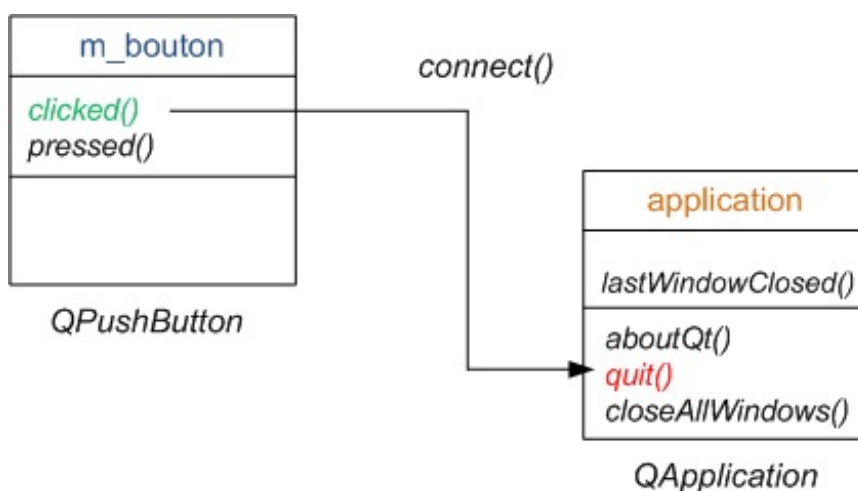 m_bouton
clicked()
pressed()
QPushButton
connect()
application
lastWindowClosed()
aboutQt()
quit()
closeAllWindows()
QApplication